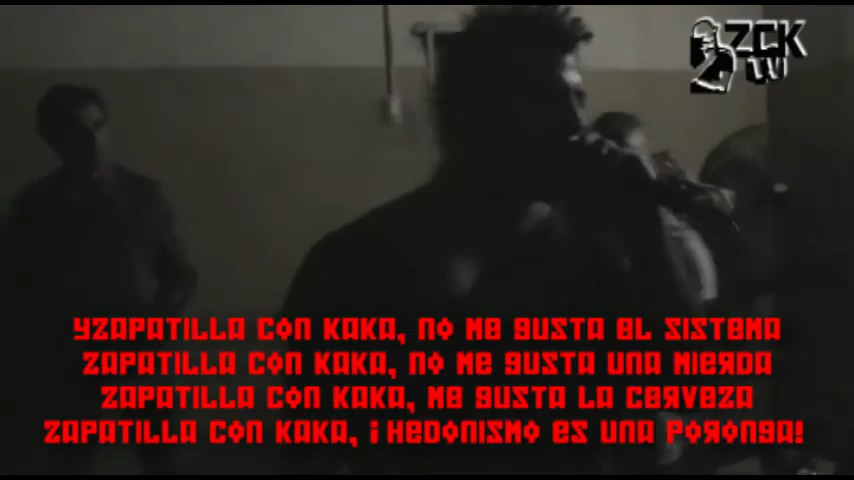 ZCK
YZAPATILLA CON KAKA, NO ME GUSTA EL SISTEMA
ZAPATILLA CON KAKA, NO ME GUSTA UNA MIERDA
ZAPATILLA CON KAKA, ME GUSTA LA CERVEZA
ZAPATILLA CON KAKA, ¡HEDONISMO ES UNA PORONGA!